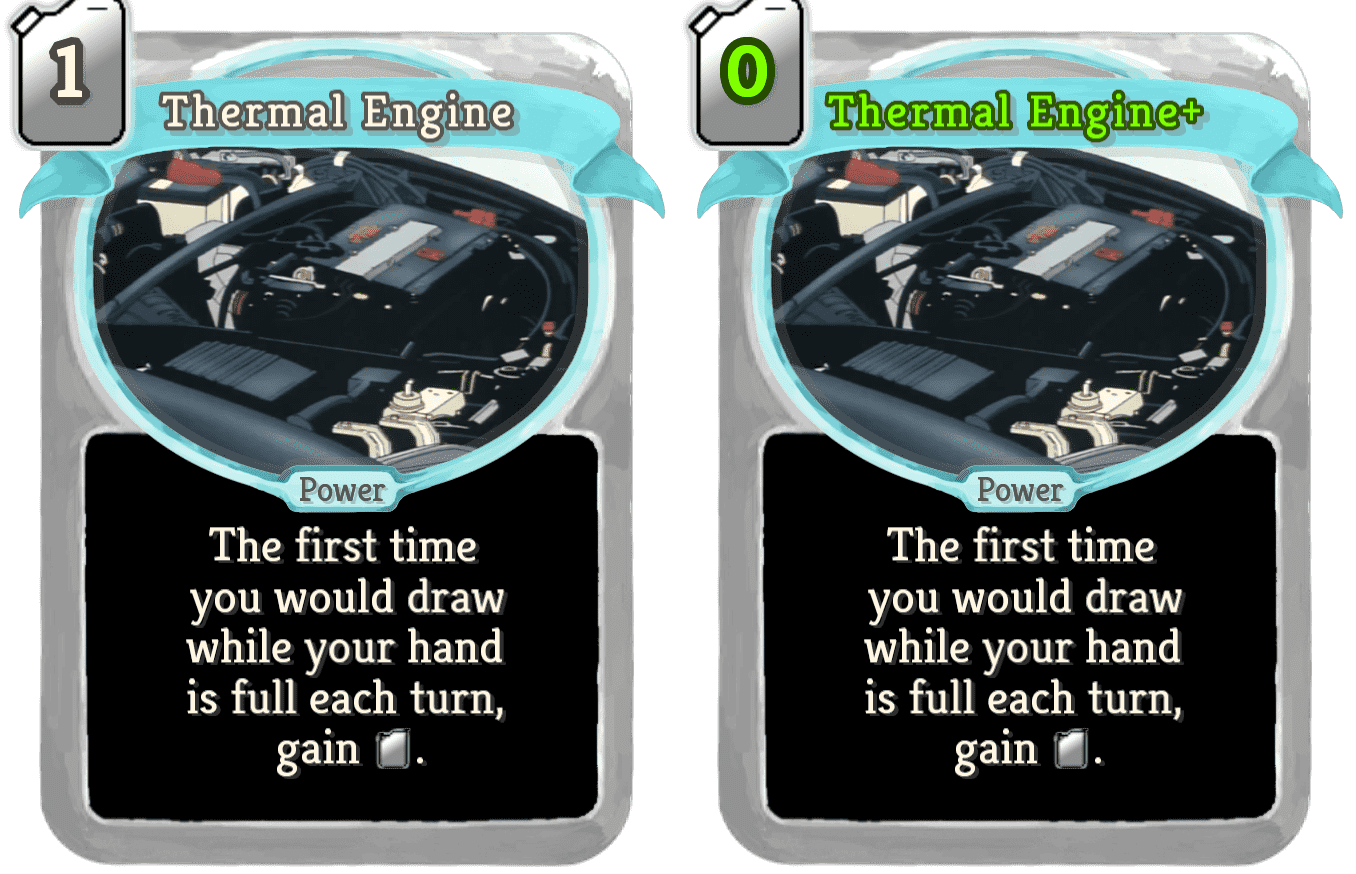 1
Thermal Engine
Power
The first time
you would draw
while your hand
is full each turn,
gain .
0
Thermal Engine+
Power
The first time
you would draw
while your hand
is full each turn,
gain .